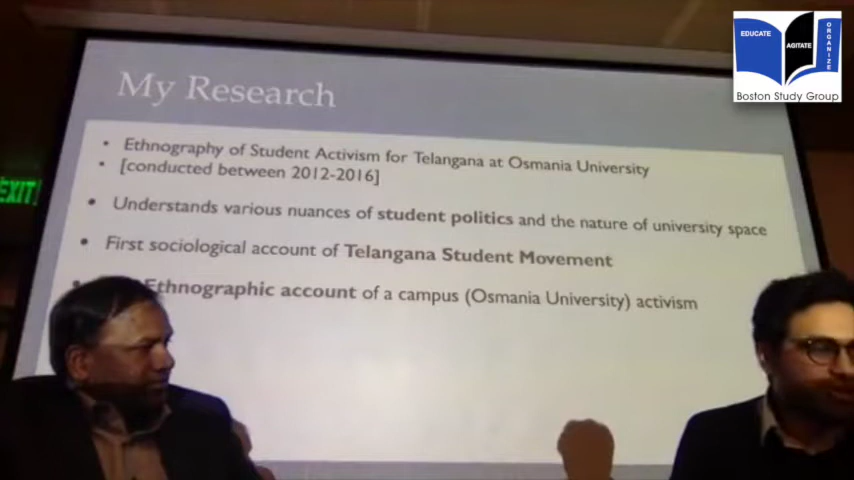 My Research
• Ethnography of Student Activism for Telangana at Osmania University
• [conducted between 2012-2016]
• Understands various nuances of student politics and the nature of university space
• First sociological account of Telangana Student Movement
Ethnographic account of a campus (Osmania University) activism
EXIT
EDUCATE
AGITATE
ORGANIZE
Boston Study Group